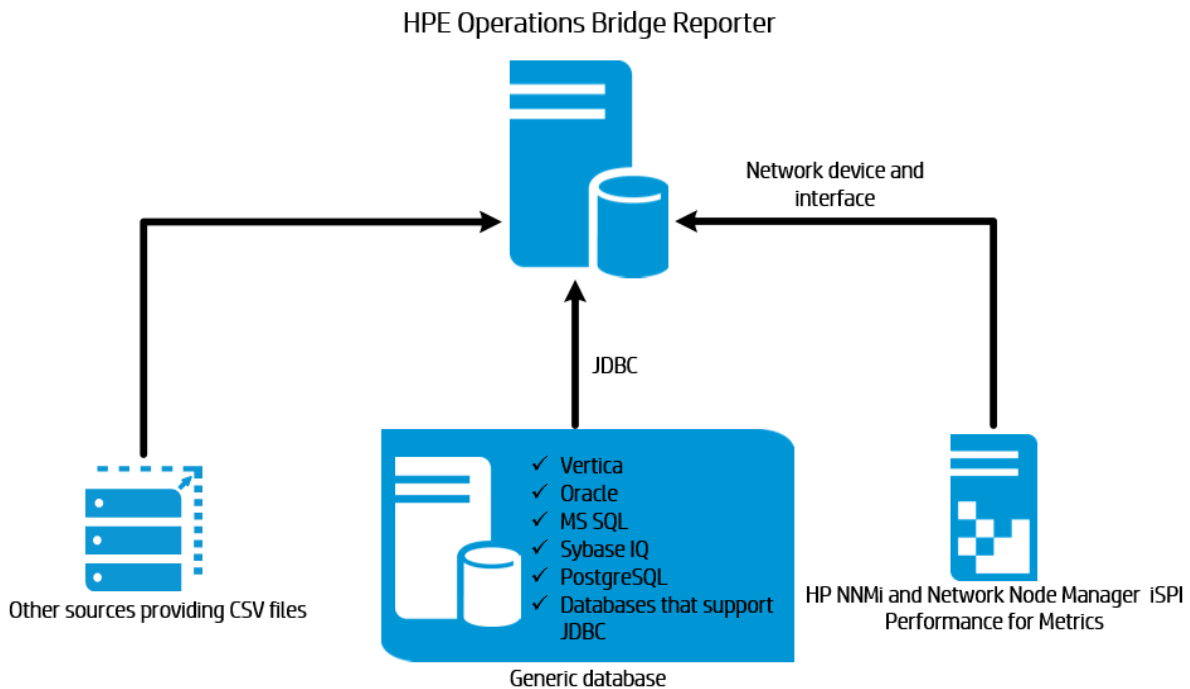 HPE Operations Bridge Reporter
Network device and
interface
JDBC
✓ Vertica
✓ Oracle
✓ MS SQL
✓ Sybase IQ
✓ PostgreSQL
✓ Databases that support
JDBC
Other sources providing CSV files
HP NNMi and Network Node Manager iSPI
Performance for Metrics
Generic database